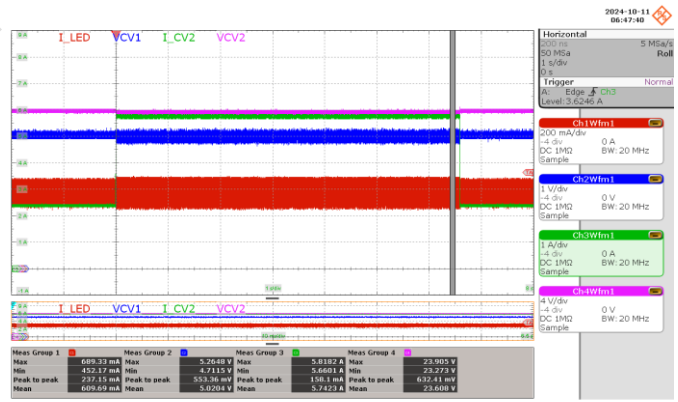 2024-10-11
06:47:40
I_LED VCV1 I_CV2 VCV2
Horizontal
200 ns 5 MSa/s
50 MSa Roll
1 s/div
0 s
Trigger Normal
A: Edge Ch3
Level: 3.6246 A
Ch1Wfm1
200 mA/div
-4 div 0 A
DC 1MΩ BW: 20 MHz
Sample
Ch2Wfm1
1 V/div
-4 div 0 V
DC 1MΩ BW: 20 MHz
Sample
Ch3Wfm1
1 A/div
-4 div 0 A
DC 1MΩ BW: 20 MHz
Sample
Ch4Wfm1
4 V/div
-4 div 0 V
DC 1MΩ BW: 20 MHz
Sample
8 A
7 A
4 A
2 A
-1 A
I_LED VCV1 I_CV2 VCV2
Meas Group 1 Meas Group 2 Meas Group 3 Meas Group 4
Max 689.33 mA Max 5.2648 V Max 5.8182 A Max 23.905 V
Min 452.17 mA Min 4.7115 V Min 5.6601 A Min 23.273 V
Peak to peak 237.15 mA Peak to peak 553.36 mV Peak to peak 158.1 mA Peak to peak 632.41 mV
Mean 609.69 mA Mean 5.0204 V Mean 5.7423 A Mean 23.608 V